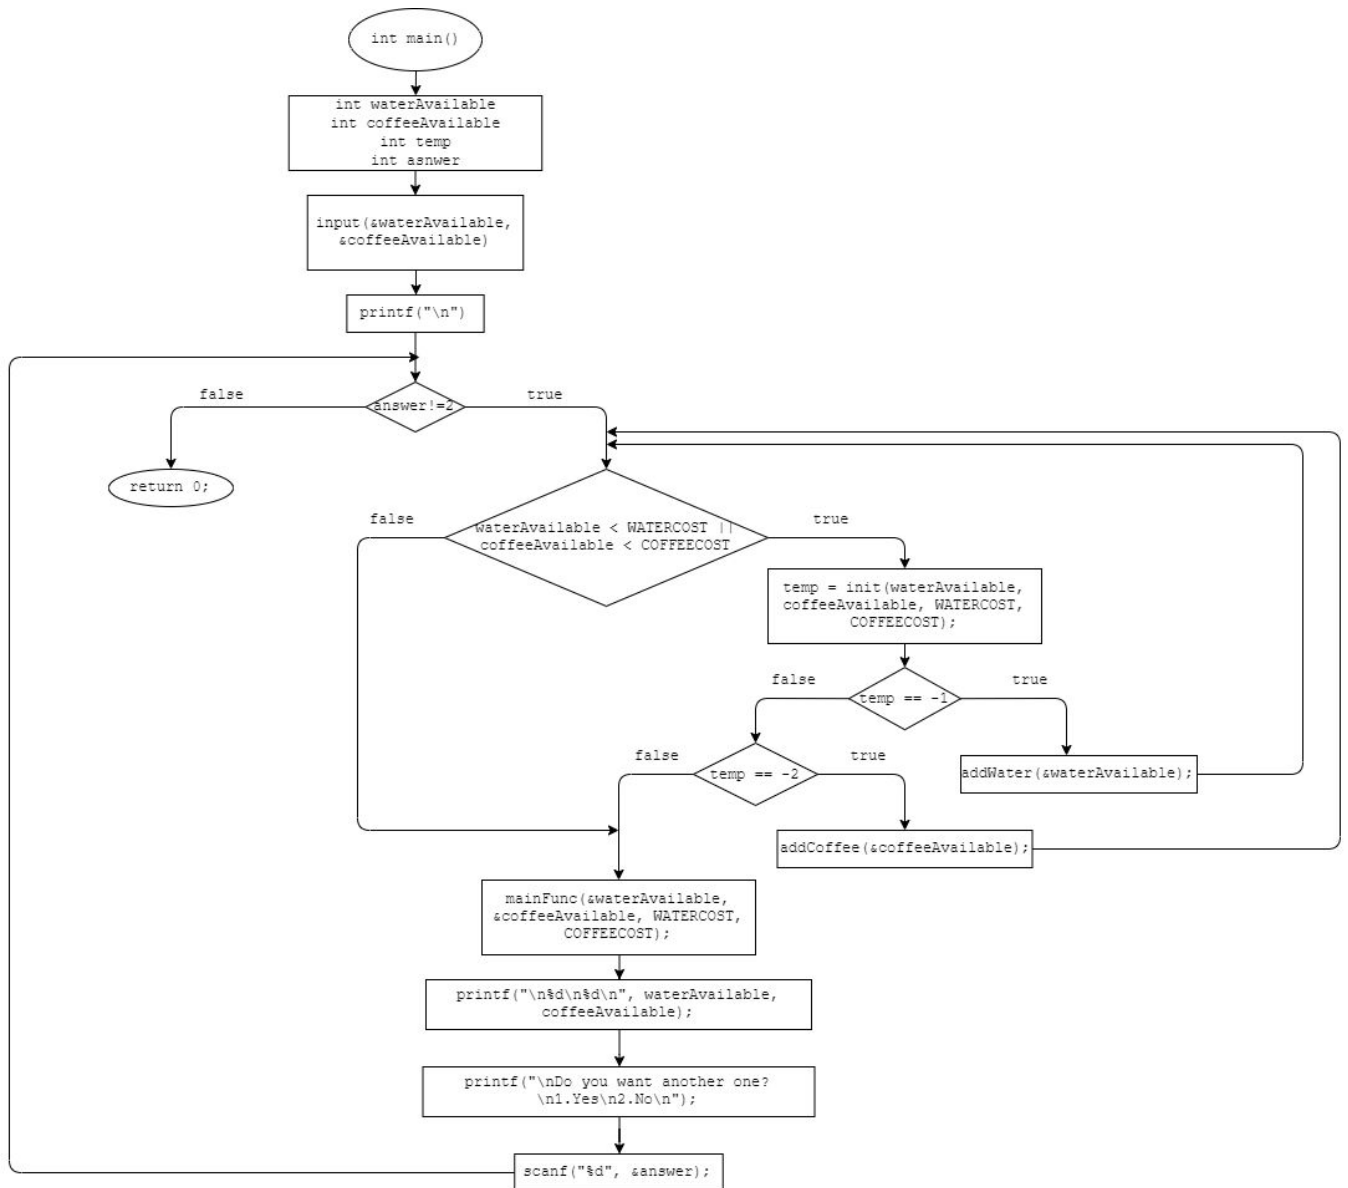 int main()
int waterAvailable
int coffeeAvailable
int temp
int asnwer
input(&waterAvailable,
&coffeeAvailable)
printf("\n")
answer!=2
false
true
return 0;
waterAvailable < WATERCOST ||
coffeeAvailable < COFFEECOST
false
true
temp = init(waterAvailable,
coffeeAvailable, WATERCOST,
COFFEECOST);
temp == -1
false
true
addWater(&waterAvailable);
temp == -2
false
true
addCoffee(&coffeeAvailable);
mainFunc(&waterAvailable,
&coffeeAvailable, WATERCOST,
COFFEECOST);
printf("\n%d\n%d\n", waterAvailable,
coffeeAvailable);
printf("\nDo you want another one?
\n1.Yes\n2.No\n");
scanf("%d", &answer);